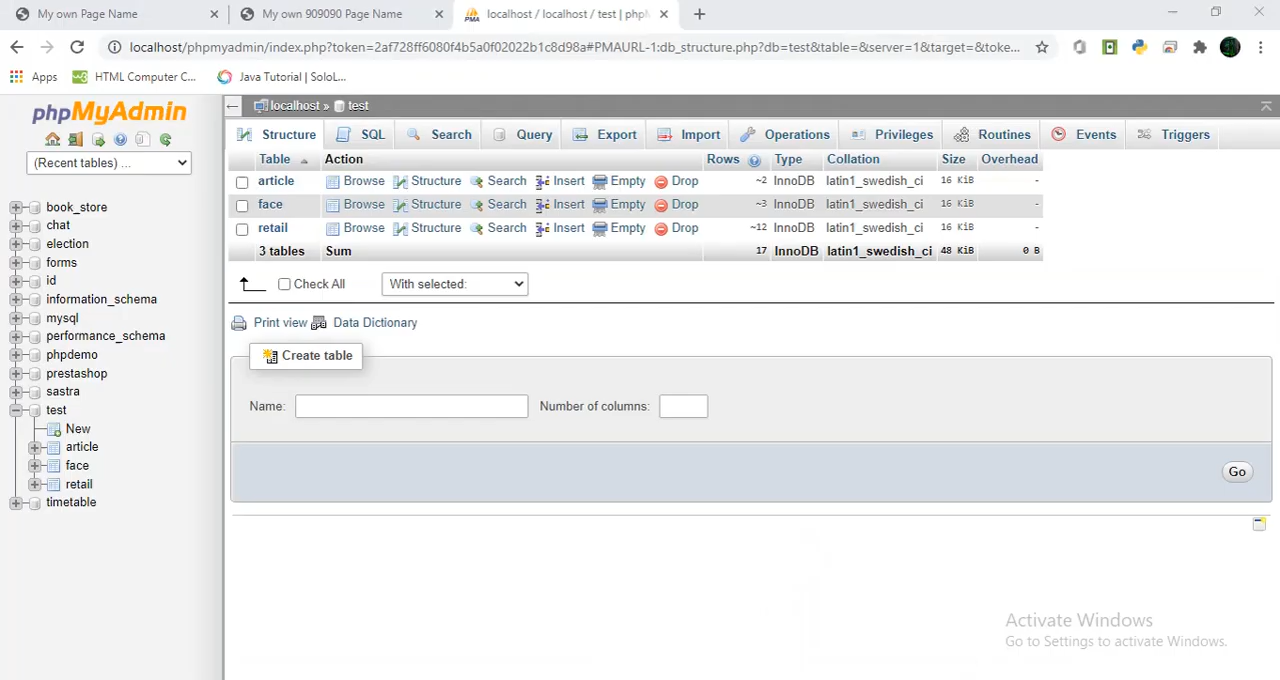 My own Page Name
My own 909090 Page Name
localhost / localhost / test | php
localhost/phpmyadmin/index.php?token=2af728ff6080f4b5a0f02022b1c8d98a#PMAURL-1:db_structure.php?db=test&table=&server=1&target=&toke...
Apps
HTML Computer C...
Java Tutorial | SoloL...
phpMyAdmin
(Recent tables) ...
book_store
chat
election
forms
id
information_schema
mysql
performance_schema
phpdemo
prestashop
sastra
test
New
article
face
retail
timetable
localhost » test
Structure SQL Search Query Export Import Operations Privileges Routines Events Triggers
Table Action Rows Type Collation Size Overhead
article Browse Structure Search Insert Empty Drop ~2 InnoDB latin1_swedish_ci 16 KiB -
face Browse Structure Search Insert Empty Drop ~3 InnoDB latin1_swedish_ci 16 KiB -
retail Browse Structure Search Insert Empty Drop ~12 InnoDB latin1_swedish_ci 16 KiB -
3 tables Sum 17 InnoDB latin1_swedish_ci 48 KiB 0 B
Check All With selected:
Print view Data Dictionary
Create table
Name: Number of columns:
Go
Activate Windows
Go to Settings to activate Windows.